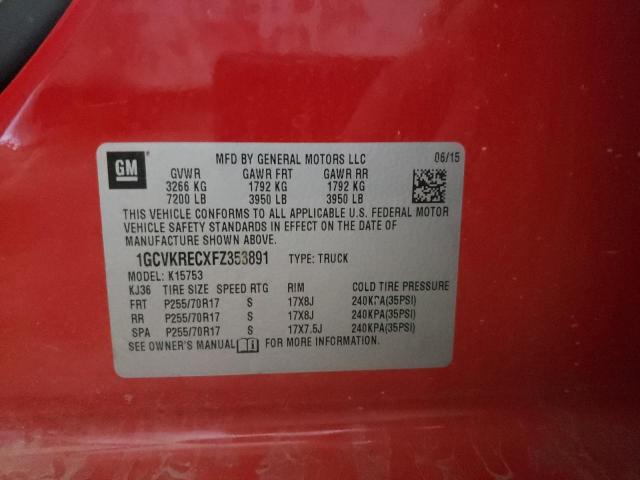 GM
MFD BY GENERAL MOTORS LLC 06/15
GVWR GAWR FRT GAWR RR
3266 KG 1792 KG 1792 KG
7200 LB 3950 LB 3950 LB
THIS VEHICLE CONFORMS TO ALL APPLICABLE U.S. FEDERAL MOTOR
VEHICLE SAFETY STANDARDS IN EFFECT ON THE DATE OF
MANUFACTURE SHOWN ABOVE.
1GCVKRECXFZ353891 TYPE: TRUCK
MODEL: K15753
KJ36 TIRE SIZE SPEED RTG RIM COLD TIRE PRESSURE
FRT P255/70R17 S 17X8J 240KPA(35PSI)
RR P255/70R17 S 17X8J 240KPA(35PSI)
SPA P255/70R17 S 17X7.5J 240KPA(35PSI)
SEE OWNER'S MANUAL FOR MORE INFORMATION.